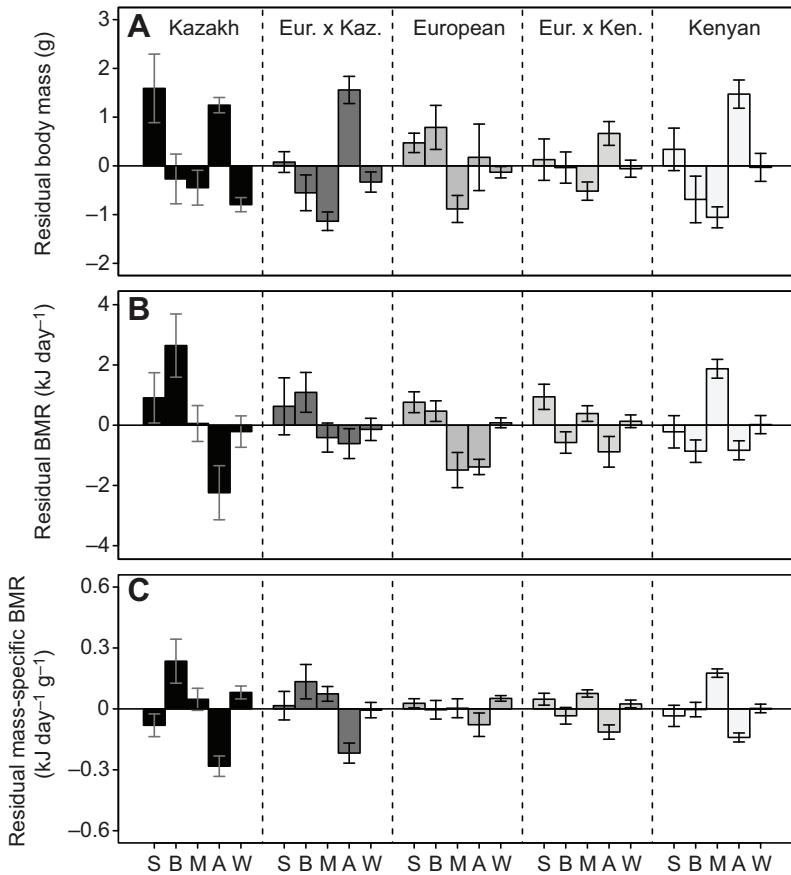 A Kazakh Eur. x Kaz. European Eur. x Ken. Kenyan
Residual body mass (g)
3
2
1
0
–1
–2
B
Residual BMR (kJ day–1)
4
2
0
–2
–4
C
Residual mass-specific BMR
(kJ day–1 g–1)
0.6
0.3
0
–0.3
–0.6
S B M A W S B M A W S B M A W S B M A W S B M A W